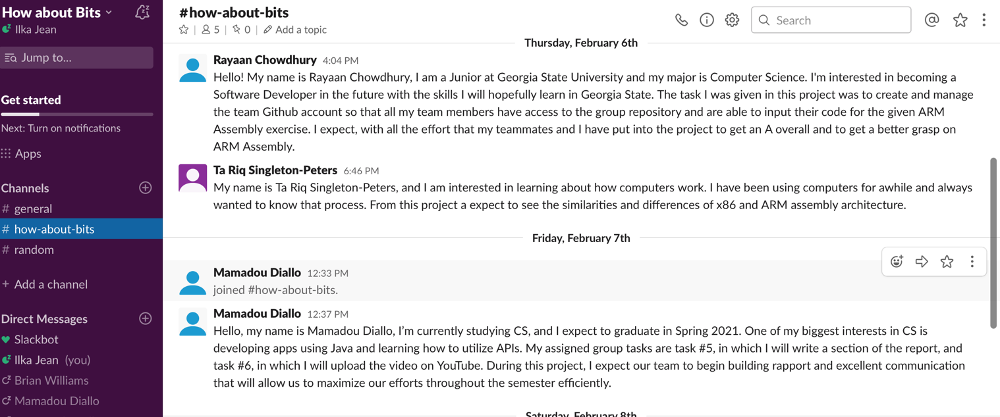 How about Bits
Ilka Jean
Jump to...
Get started
Next: Turn on notifications
Apps
Channels
# general
# how-about-bits
# random
+ Add a channel
Direct Messages
Slackbot
Ilka Jean (you)
Brian Williams
Mamadou Diallo
#how-about-bits
5 | 0 | Add a topic
Search
Thursday, February 6th
Rayaan Chowdhury 4:04 PM
Hello! My name is Rayaan Chowdhury, I am a Junior at Georgia State University and my major is Computer Science. I'm interested in becoming a
Software Developer in the future with the skills I will hopefully learn in Georgia State. The task I was given in this project was to create and manage
the team Github account so that all my team members have access to the group repository and are able to input their code for the given ARM
Assembly exercise. I expect, with all the effort that my teammates and I have put into the project to get an A overall and to get a better grasp on
ARM Assembly.
Ta Riq Singleton-Peters 6:46 PM
My name is Ta Riq Singleton-Peters, and I am interested in learning about how computers work. I have been using computers for awhile and always
wanted to know that process. From this project a expect to see the similarities and differences of x86 and ARM assembly architecture.
Friday, February 7th
Mamadou Diallo 12:33 PM
joined #how-about-bits.
Mamadou Diallo 12:37 PM
Hello, my name is Mamadou Diallo, I'm currently studying CS, and I expect to graduate in Spring 2021. One of my biggest interests in CS is
developing apps using Java and learning how to utilize APIs. My assigned group tasks are task #5, in which I will write a section of the report, and
task #6, in which I will upload the video on YouTube. During this project, I expect our team to begin building rapport and excellent communication
that will allow us to maximize our efforts throughout the semester efficiently.
Saturday, February 8th